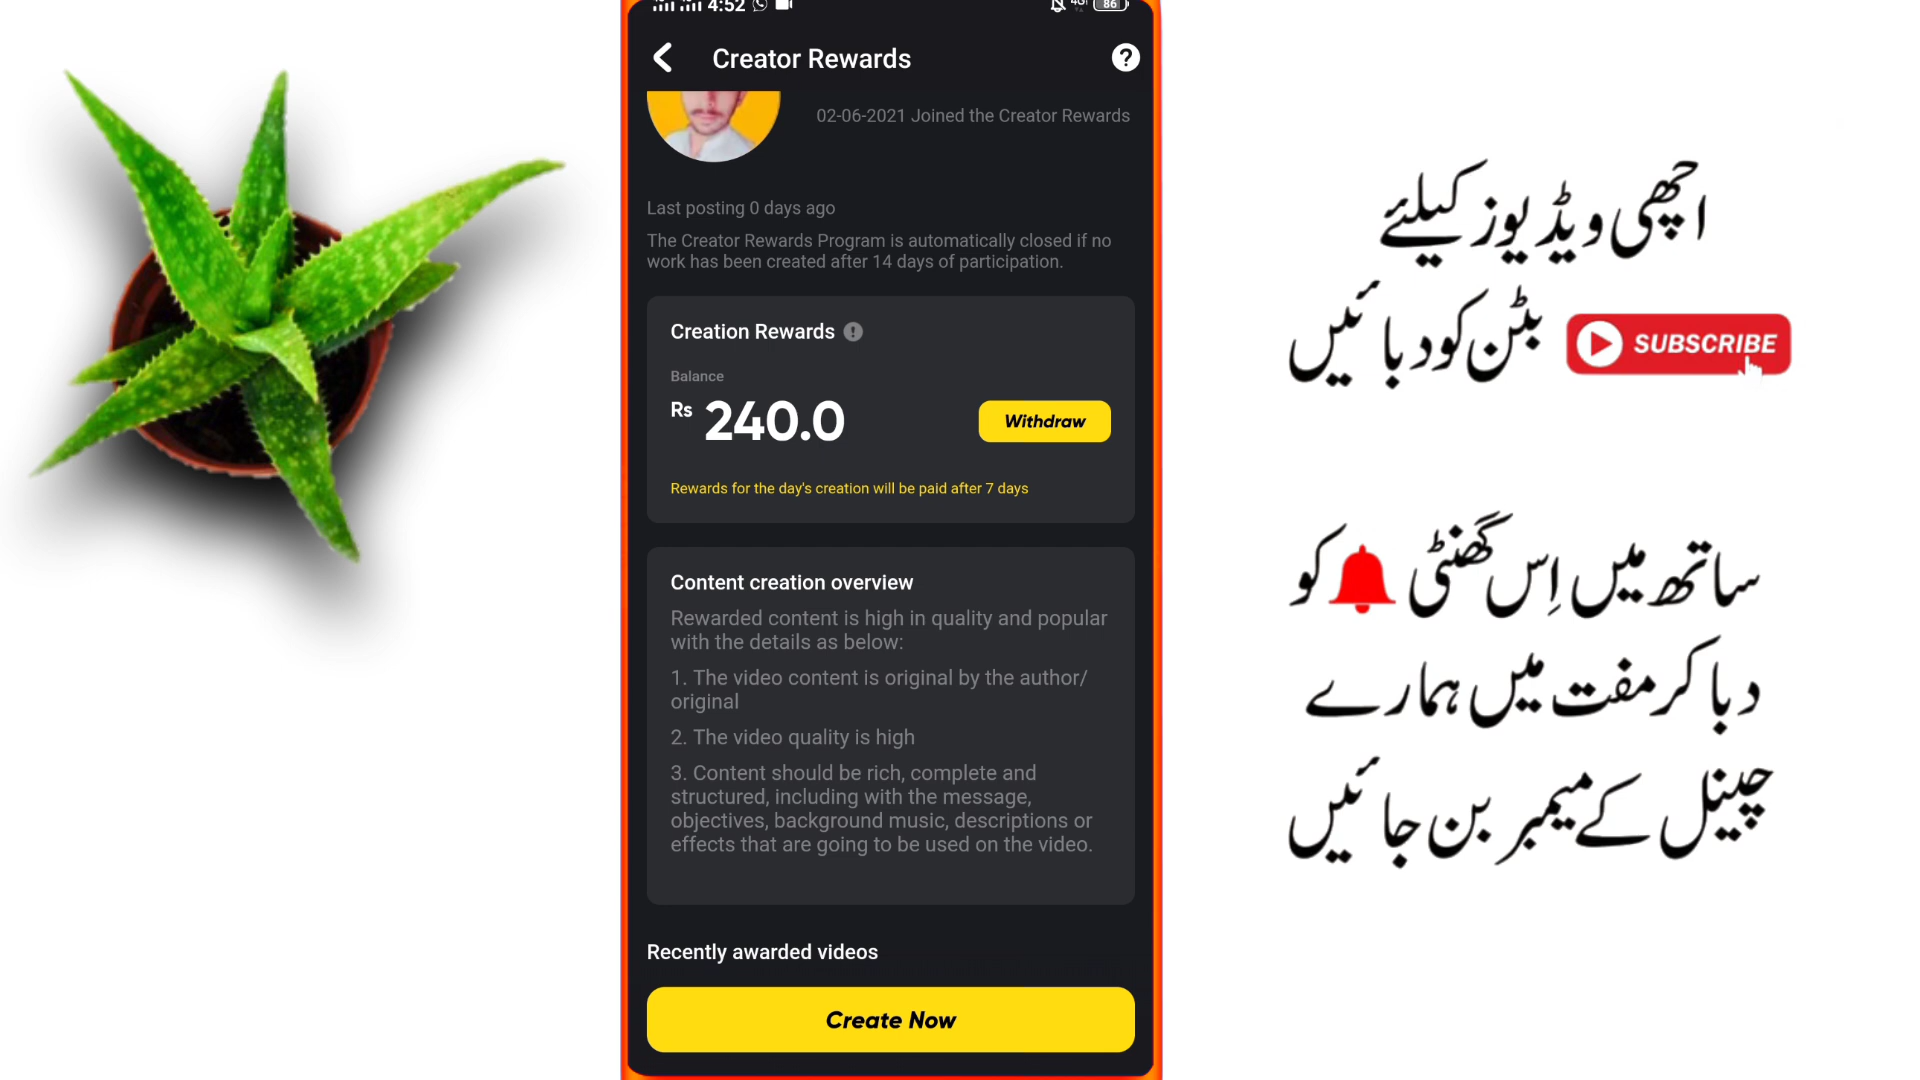 4:52
4G
86
Creator Rewards
?
02-06-2021 Joined the Creator Rewards
Last posting 0 days ago
The Creator Rewards Program is automatically closed if no
work has been created after 14 days of participation.
Creation Rewards
Balance
Rs 240.0
Withdraw
Rewards for the day's creation will be paid after 7 days
Content creation overview
Rewarded content is high in quality and popular
with the details as below:
1. The video content is original by the author/
original
2. The video quality is high
3. Content should be rich, complete and
structured, including with the message,
objectives, background music, descriptions or
effects that are going to be used on the video.
Recently awarded videos
Create Now
اچھی ویڈیوز کیلئے
SUBSCRIBE بٹن کو دبائیں
ساتھ میں اِس گھنٹی کو
دبا کر مفت میں ہمارے
چینل کے میمبر بن جائیں